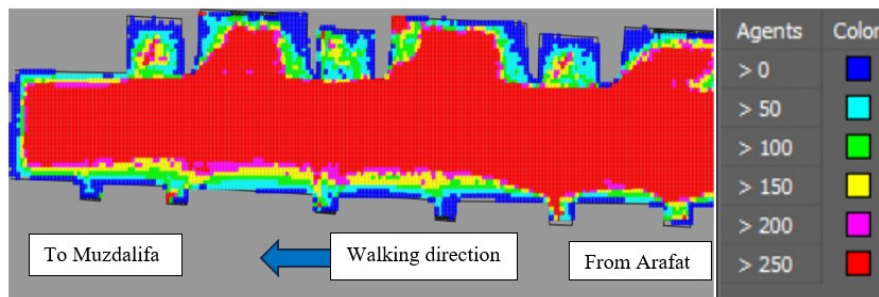 Agents Color
> 0
> 50
> 100
> 150
> 200
> 250
To Muzdalifa
Walking direction
From Arafat